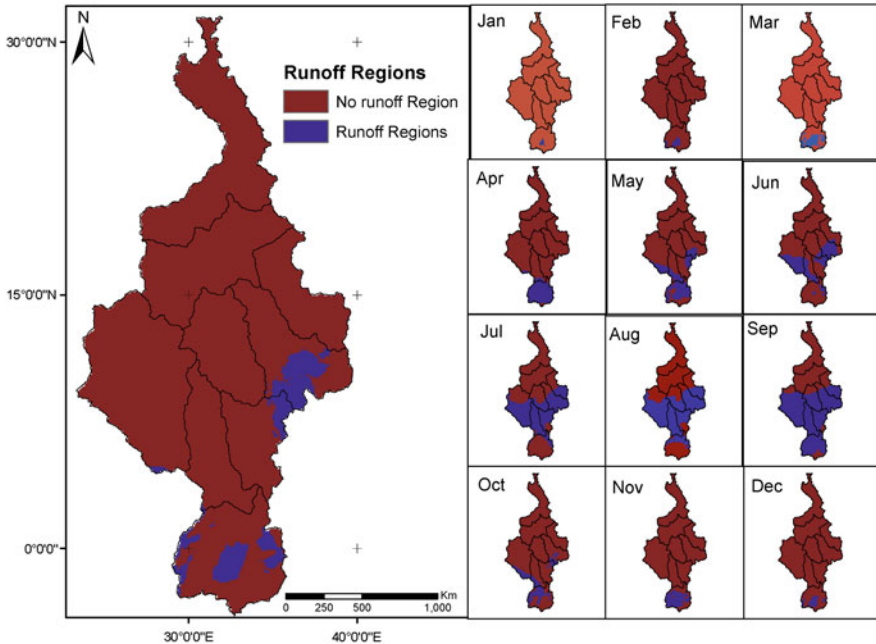 N
30°0'0"N
15°0'0"N
0°0'0"
30°0'0"E
40°0'0"E
Runoff Regions
No runoff Region
Runoff Regions
Km
0 250 500 1,000
Jan
Feb
Mar
Apr
May
Jun
Jul
Aug
Sep
Oct
Nov
Dec